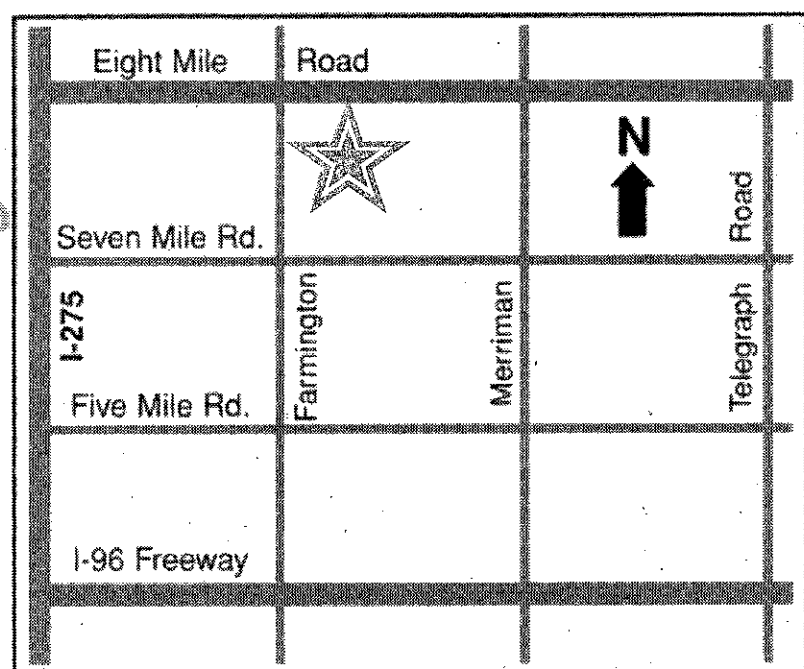 Eight Mile Road
N
Seven Mile Rd.
I-275
Farmington
Merriman
Telegraph Road
Five Mile Rd.
I-96 Freeway